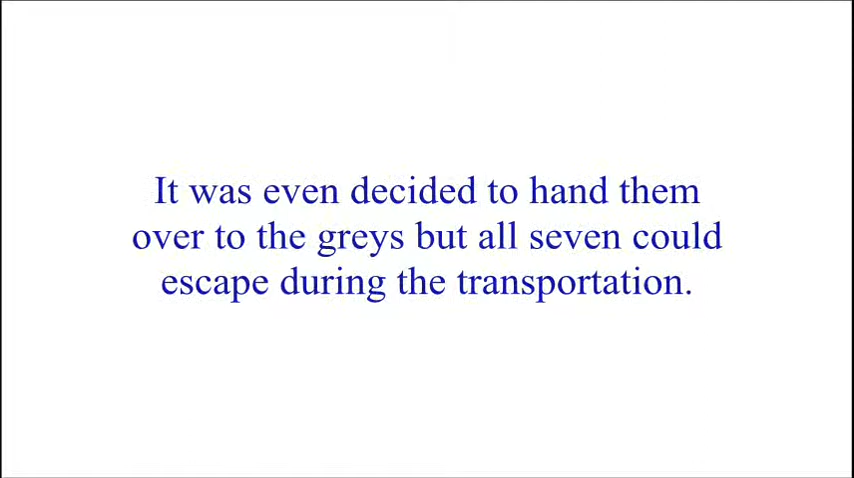 It was even decided to hand them
over to the greys but all seven could
escape during the transportation.